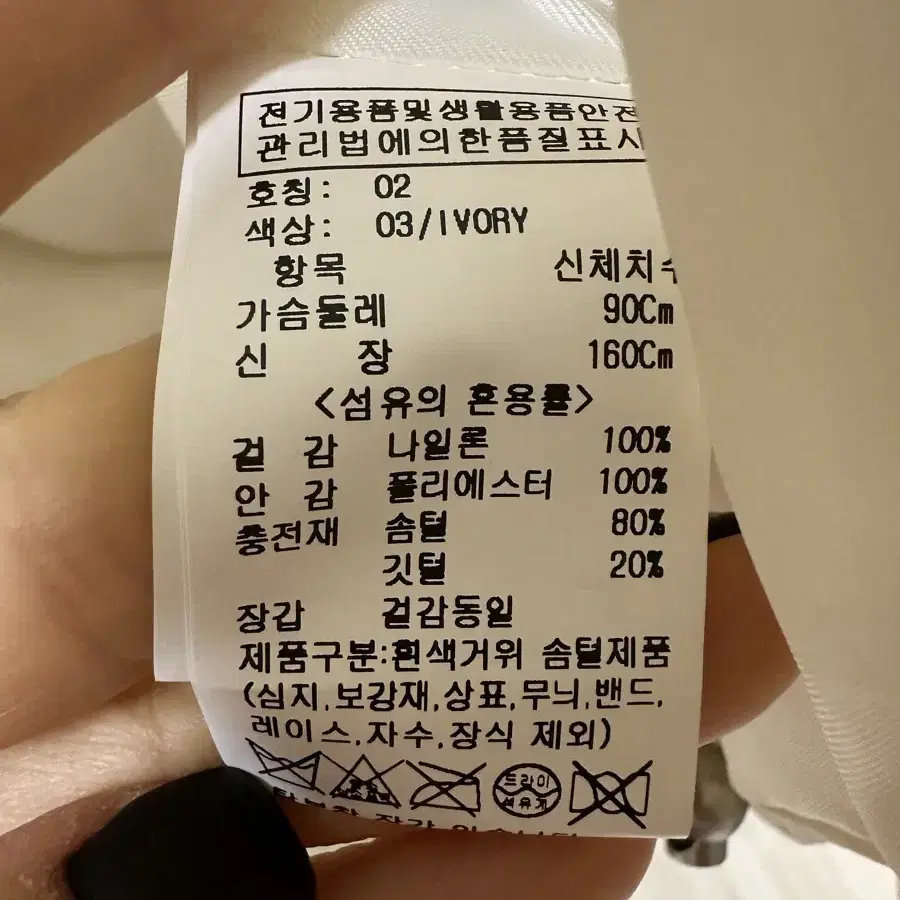 전기용품및생활용품안전
관리법에의한품질표시
호칭: 02
색상: 03/IVORY
항목 신체치수
가슴둘레 90Cm
신 장 160Cm
<섬유의 혼용률>
겉 감 나일론 100%
안 감 폴리에스터 100%
충전재 솜털 80%
깃털 20%
장갑 겉감동일
제품구분:흰색거위 솜털제품
(심지,보강재,상표,무늬,밴드,
레이스,자수,장식 제외)
드라이
석유계
장갑